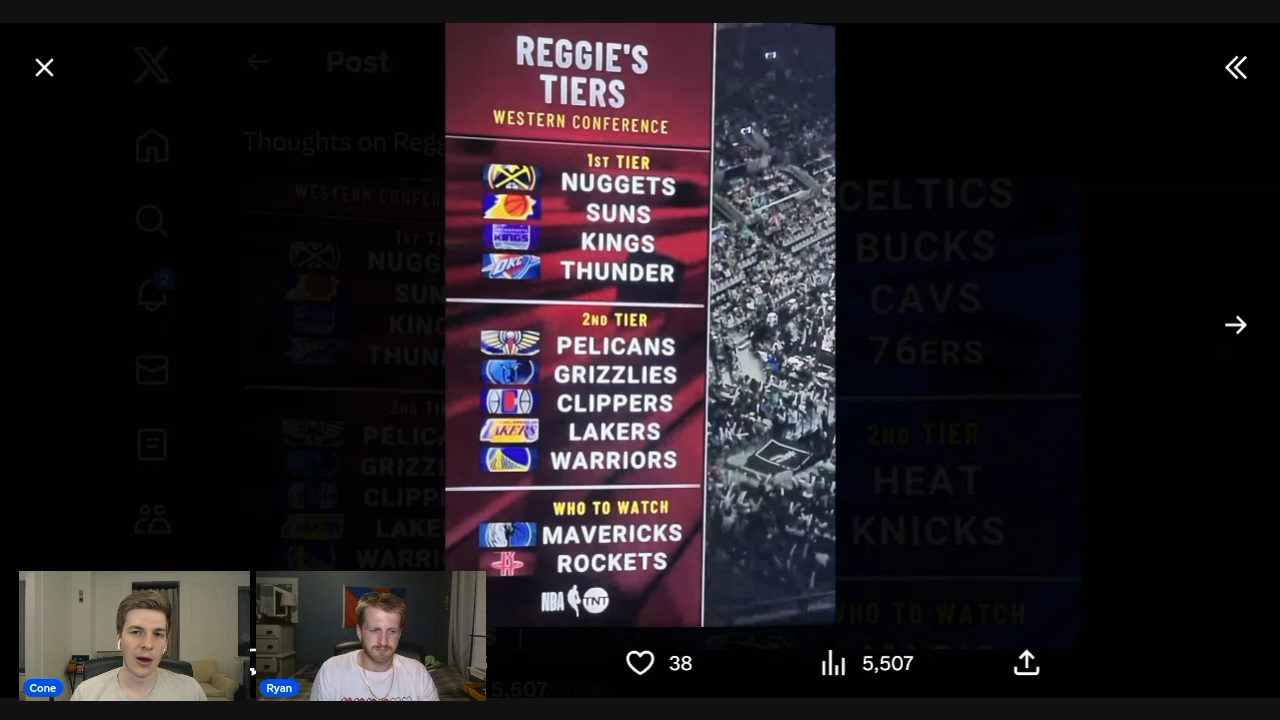 Post
Thoughts on Regg
REGGIE'S
TIERS
WESTERN CONFERENCE
1ST TIER
NUGGETS
SUNS
KINGS
THUNDER
2ND TIER
PELICANS
GRIZZLIES
CLIPPERS
LAKERS
WARRIORS
WHO TO WATCH
MAVERICKS
ROCKETS
NBA TNT
CELTICS
BUCKS
CAVS
76ERS
2ND TIER
HEAT
KNICKS
WHO TO WATCH
38
5,507
5,507
Cone
Ryan